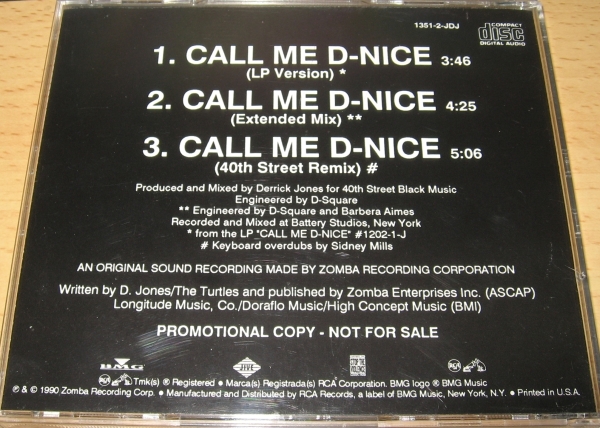 1351-2-JDJ
COMPACT
disc
DIGITAL AUDIO
1. CALL ME D-NICE 3:46
(LP Version) *
2. CALL ME D-NICE 4:25
(Extended Mix) **
3. CALL ME D-NICE 5:06
(40th Street Remix) #
Produced and Mixed by Derrick Jones for 40th Street Black Music
Engineered by D-Square
** Engineered by D-Square and Barbera Aimes
Recorded and Mixed at Battery Studios, New York
* from the LP "CALL ME D-NICE" #1202-1-J
# Keyboard overdubs by Sidney Mills
AN ORIGINAL SOUND RECORDING MADE BY ZOMBA RECORDING CORPORATION
Written by D. Jones/The Turtles and published by Zomba Enterprises Inc. (ASCAP)
Longitude Music, Co./Doraflo Music/High Concept Music (BMI)
PROMOTIONAL COPY - NOT FOR SALE
BMG
JIVE
STOP THE VIOLENCE
RCA
RCA Tmk(s) ® Registered • Marca(s) Registrada(s) RCA Corporation. BMG logo ® BMG Music
℗ & © 1990 Zomba Recording Corp. • Manufactured and Distributed by RCA Records, a label of BMG Music, New York, N.Y. • Printed in U.S.A.